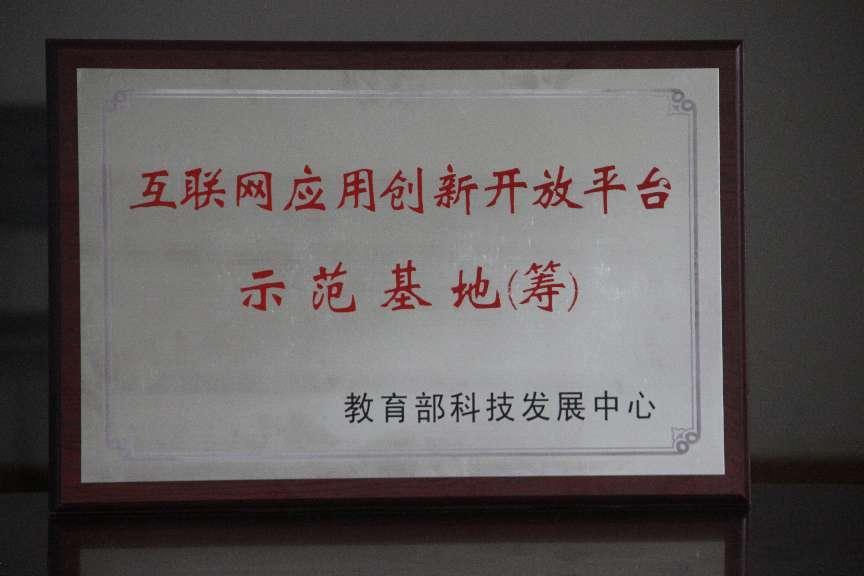 互联网应用创新开放平台
示范基地(筹)
教育部科技发展中心